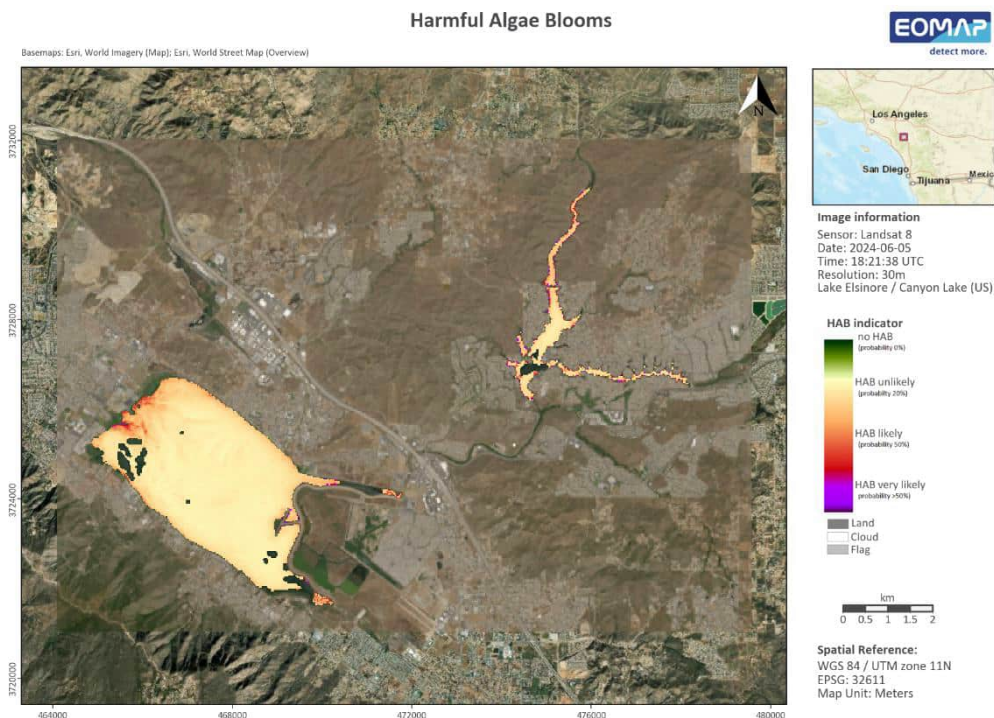 Harmful Algae Blooms
EOMAP
detect more.
Basemaps: Esri, World Imagery (Map); Esri, World Street Map (Overview)
N
3732000
3728000
3724000
3720000
464000
468000
472000
476000
480000
Los Angeles
San Diego
Tijuana
Mexic
Image information
Sensor: Landsat 8
Date: 2024-06-05
Time: 18:21:38 UTC
Resolution: 30m
Lake Elsinore / Canyon Lake (US)
HAB indicator
no HAB
(probability 0%)
HAB unlikely
(probablity 20%)
HAB likely
(probability 50%)
HAB very likely
(probability >50%)
Land
Cloud
Flag
km
0 0.5 1 1.5 2
Spatial Reference:
WGS 84 / UTM zone 11N
EPSG: 32611
Map Unit: Meters